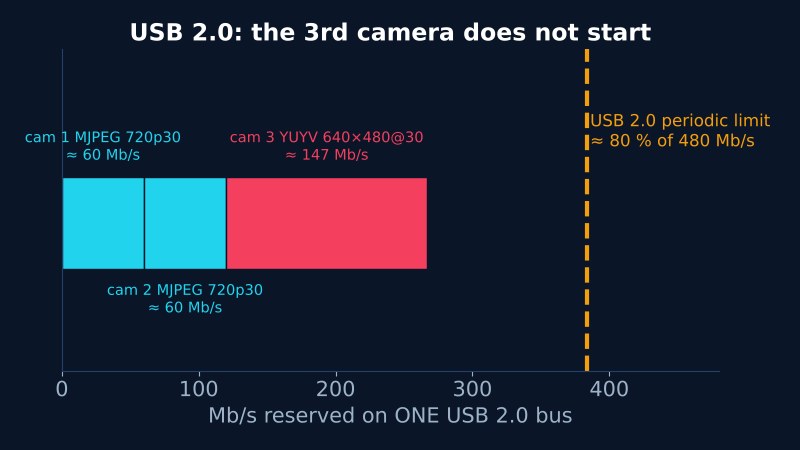 USB 2.0: the 3rd camera does not start
USB 2.0 periodic limit
≈ 80 % of 480 Mb/s
cam 1 MJPEG 720p30
≈ 60 Mb/s
cam 3 YUYV 640×480@30
≈ 147 Mb/s
cam 2 MJPEG 720p30
≈ 60 Mb/s
0 100 200 300 400
Mb/s reserved on ONE USB 2.0 bus